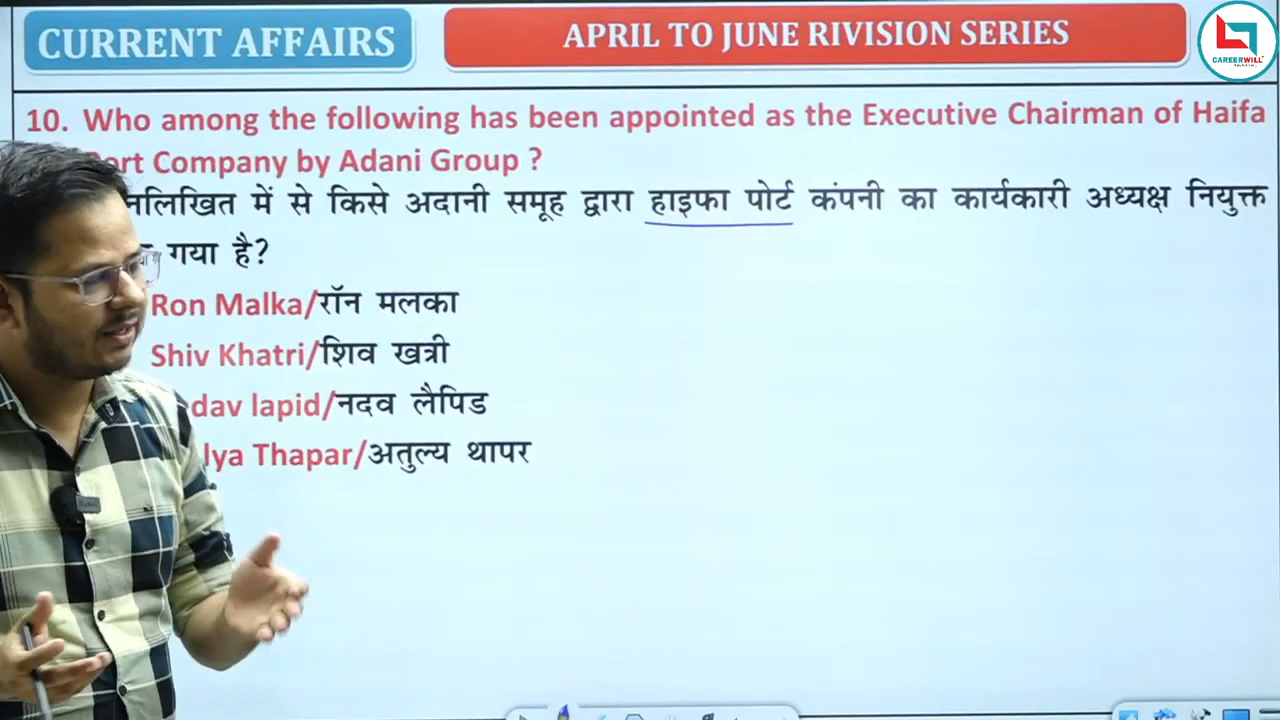 CURRENT AFFAIRS
APRIL TO JUNE RIVISION SERIES
CAREERWILL
10. Who among the following has been appointed as the Executive Chairman of Haifa
Port Company by Adani Group ?
में से किसे अदानी समूह द्वारा हाइफा पोर्ट कंपनी का कार्यकारी अध्यक्ष नियुक्त
गया है?
Ron Malka/रॉन मलका
Shiv Khatri/शिव खत्री
dav lapid/नदव लैपिड
lya Thapar/अतुल्य थापर